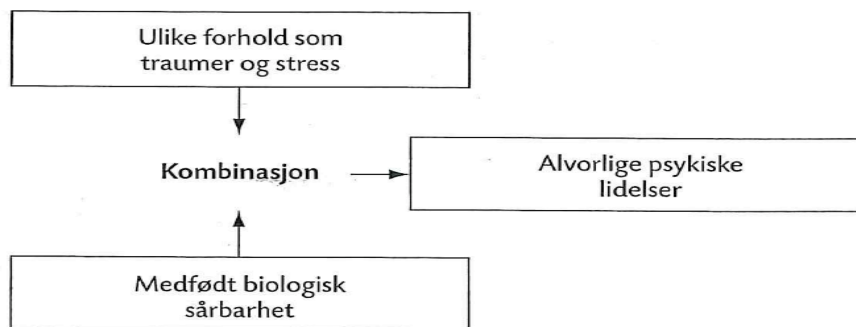 Ulike forhold som
traumer og stress
Kombinasjon
Alvorlige psykiske
lidelser
Medfødt biologisk
sårbarhet